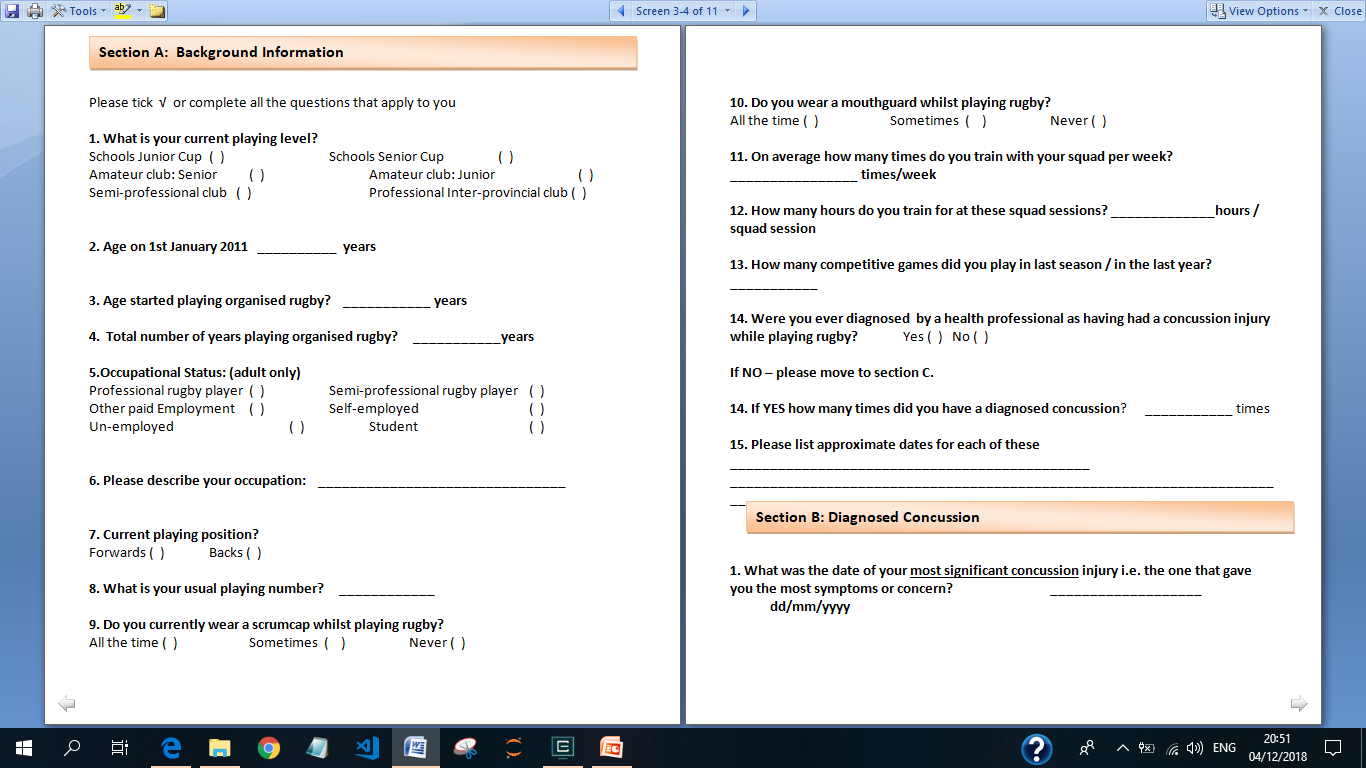 Tools
Screen 3-4 of 11
View Options
Close
Section A:  Background Information
Please tick √ or complete all the questions that apply to you
1. What is your current playing level?
Schools Junior Cup ( ) Schools Senior Cup ( )
Amateur club: Senior ( ) Amateur club: Junior ( )
Semi-professional club ( ) Professional Inter-provincial club ( )
2. Age on 1st January 2011 __________ years
3. Age started playing organised rugby? ___________ years
4. Total number of years playing organised rugby? ___________years
5.Occupational Status: (adult only)
Professional rugby player ( ) Semi-professional rugby player ( )
Other paid Employment ( ) Self-employed ( )
Un-employed ( ) Student ( )
6. Please describe your occupation: _______________________________
7. Current playing position?
Forwards ( ) Backs ( )
8. What is your usual playing number? ____________
9. Do you currently wear a scrumcap whilst playing rugby?
All the time ( ) Sometimes ( ) Never ( )
10. Do you wear a mouthguard whilst playing rugby?
All the time ( ) Sometimes ( ) Never ( )
11. On average how many times do you train with your squad per week?
________________ times/week
12. How many hours do you train for at these squad sessions? _____________hours /
squad session
13. How many competitive games did you play in last season / in the last year?
___________
14. Were you ever diagnosed by a health professional as having had a concussion injury
while playing rugby? Yes ( ) No ( )
If NO – please move to section C.
14. If YES how many times did you have a diagnosed concussion? ___________ times
15. Please list approximate dates for each of these
_____________________________________________
____________________________________________________________________
__
Section B: Diagnosed Concussion
1. What was the date of your most significant concussion injury i.e. the one that gave
you the most symptoms or concern? ___________________
dd/mm/yyyy
ENG
20:51
04/12/2018